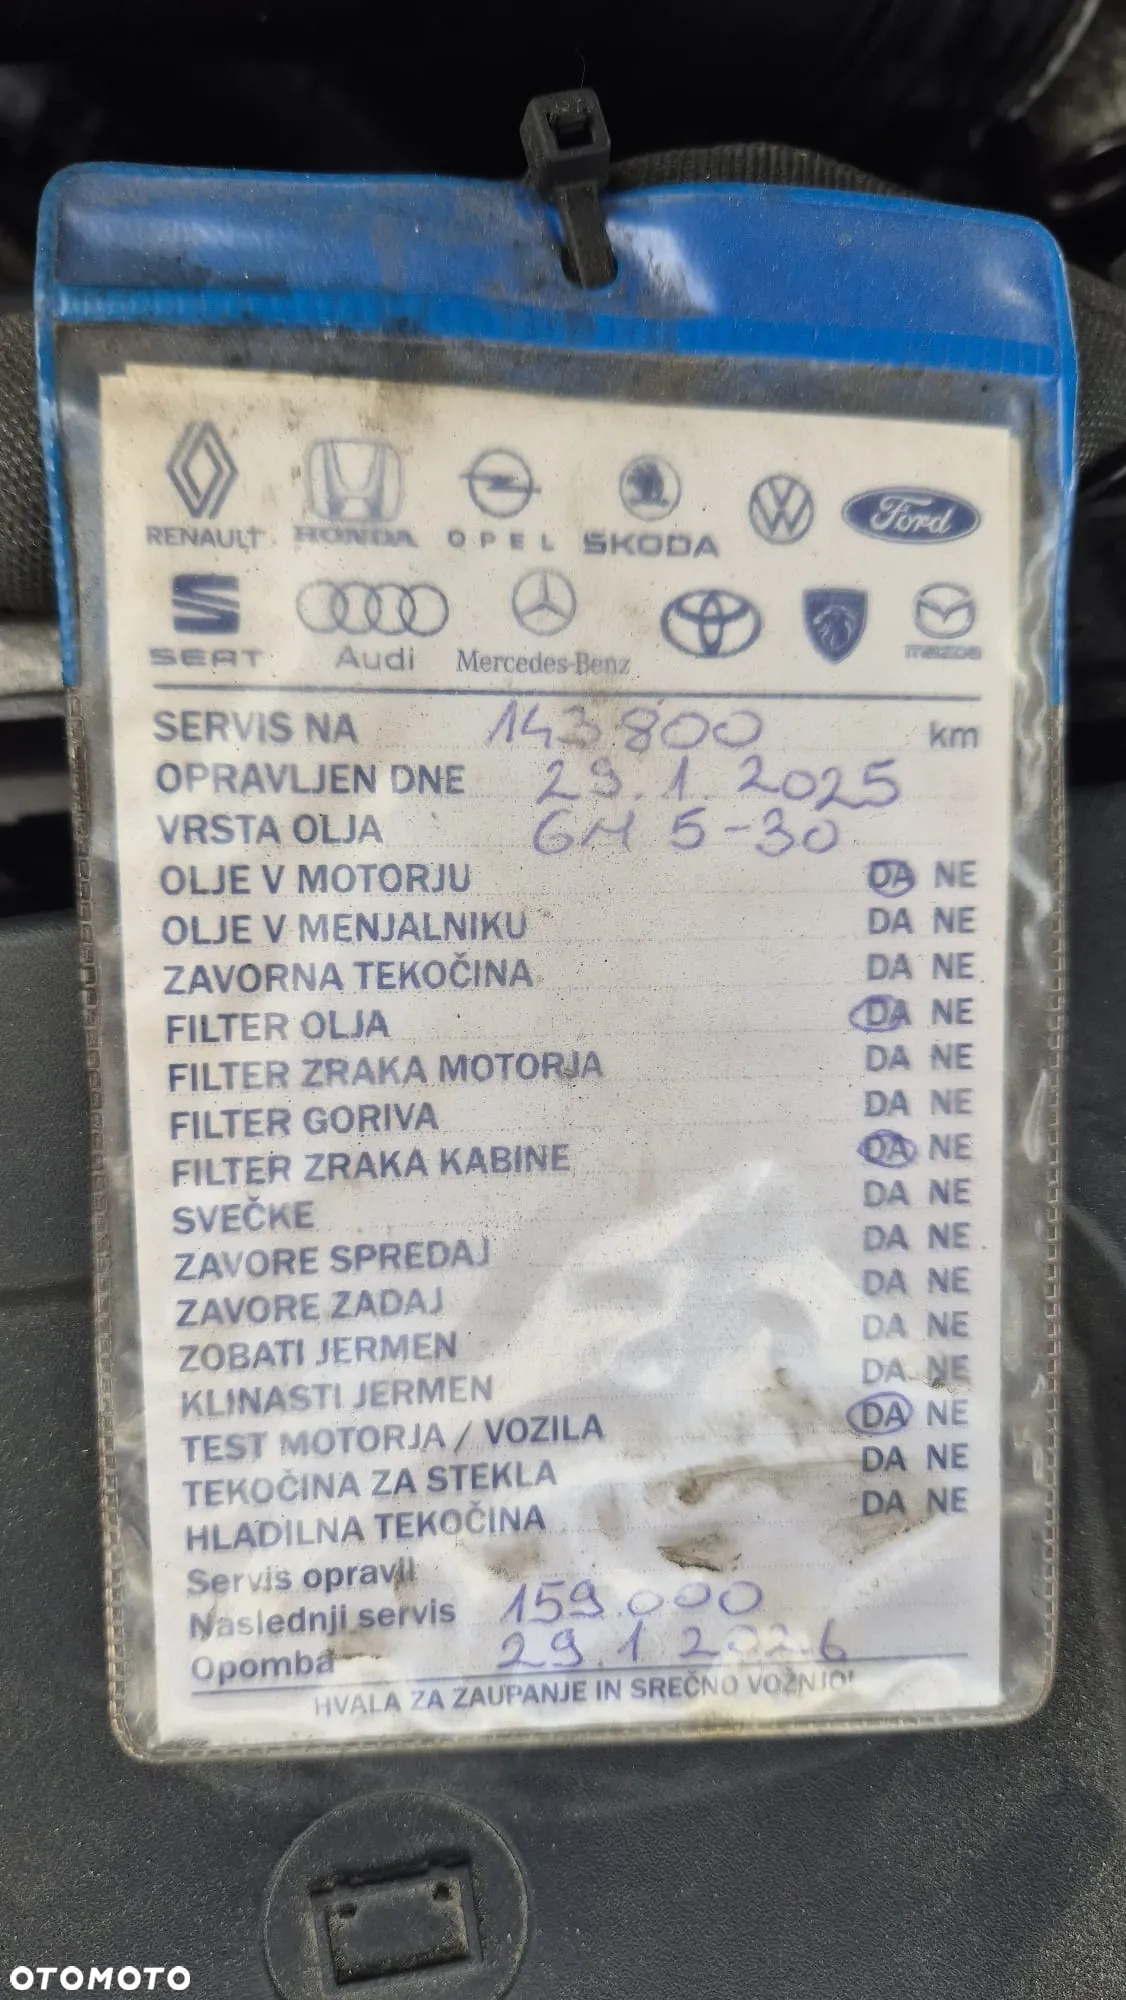 RENAULT HONDA OPEL ŠKODA Ford
SEAT Audi Mercedes-Benz mazda
SERVIS NA 143.800 km
OPRAVLJEN DNE 29.1.2025
VRSTA OLJA GM 5-30
OLJE V MOTORJU DA NE
OLJE V MENJALNIKU DA NE
ZAVORNA TEKOČINA DA NE
FILTER OLJA DA NE
FILTER ZRAKA MOTORJA DA NE
FILTER GORIVA DA NE
FILTER ZRAKA KABINE DA NE
SVEČKE DA NE
ZAVORE SPREDAJ DA NE
ZAVORE ZADAJ DA NE
ZOBATI JERMEN DA NE
KLINASTI JERMEN DA NE
TEST MOTORJA / VOZILA DA NE
TEKOČINA ZA STEKLA DA NE
HLADILNA TEKOČINA DA NE
Servis opravil
Naslednji servis 159.000
Opomba 29.1.2026
HVALA ZA ZAUPANJE IN SREČNO VOŽNJO!
OTOMOTO